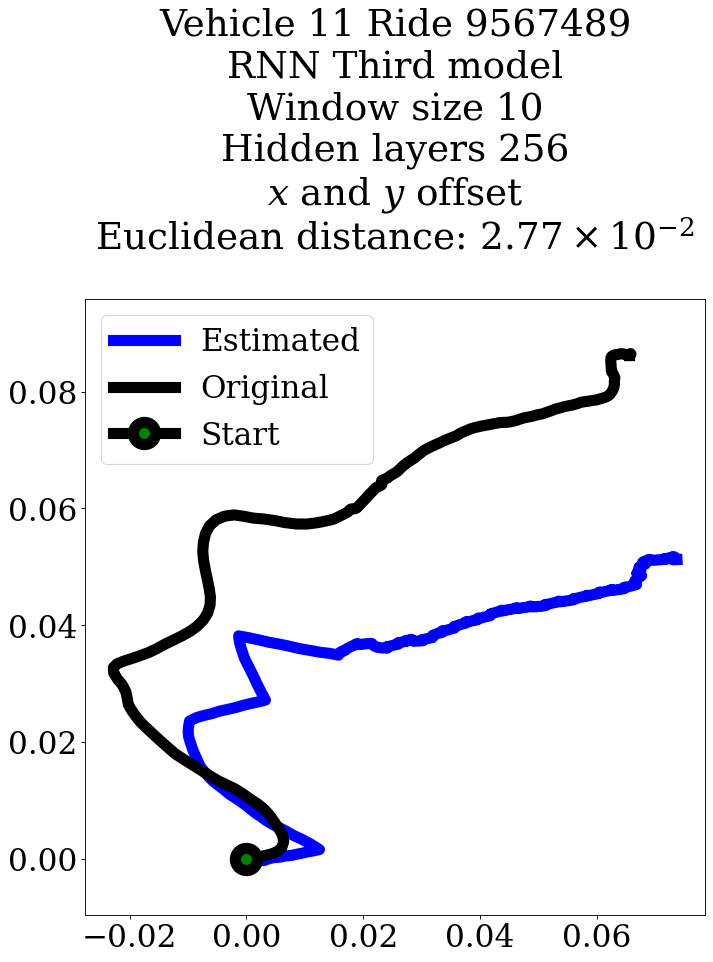 Vehicle 11 Ride 9567489
RNN Third model
Window size 10
Hidden layers 256
x and y offset
Euclidean distance: 2.77 × 10⁻²
Estimated
Original
Start
0.08
0.06
0.04
0.02
0.00
−0.02 0.00 0.02 0.04 0.06